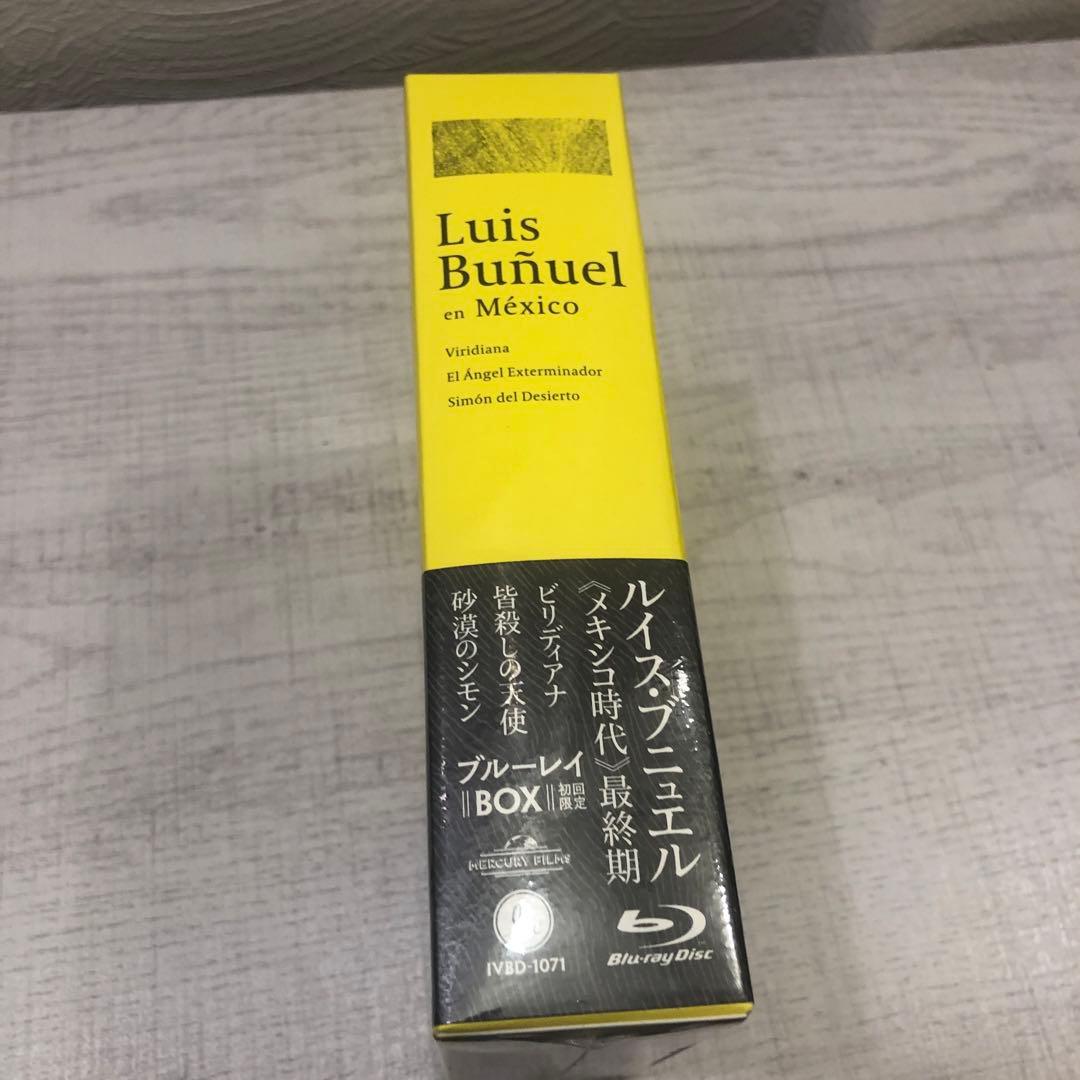 Luis
Buñuel
en México
Viridiana
El Ángel Exterminador
Simón del Desierto
ルイス・ブニュエル
《メキシコ時代》最終期
ビリディアナ
皆殺しの天使
砂漠のシモン
ブルーレイ
BOX 初回
限定
MERCURY FILMS
IVBD-1071
Blu-ray Disc